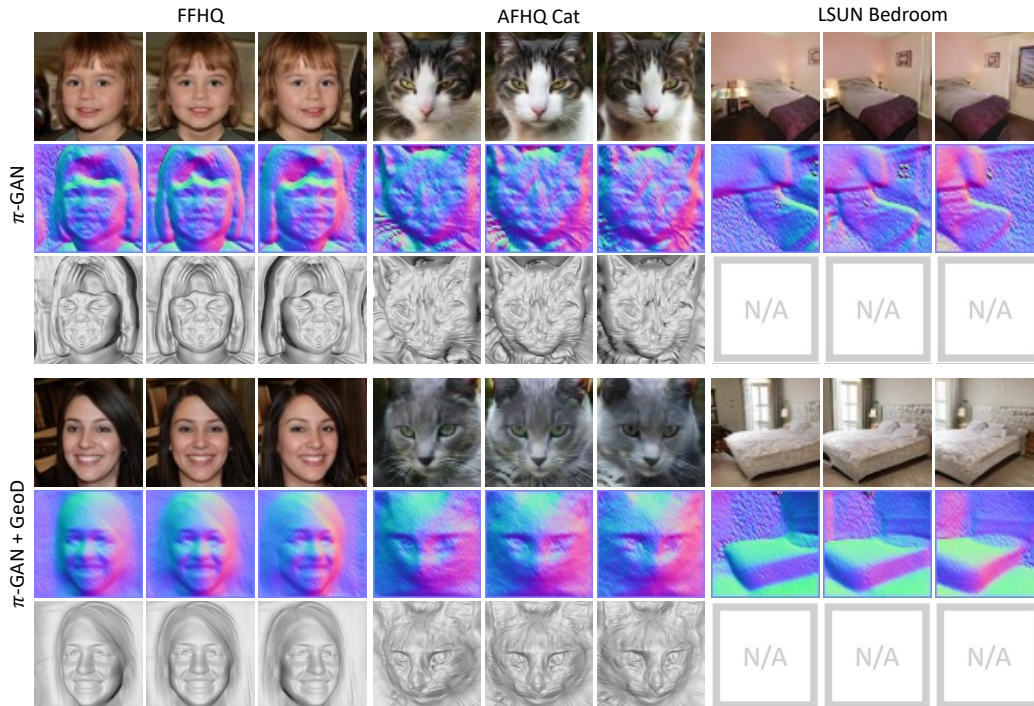 FFHQ
AFHQ Cat
LSUN Bedroom
π-GAN
N/A
N/A
N/A
π-GAN + GeoD
N/A
N/A
N/A